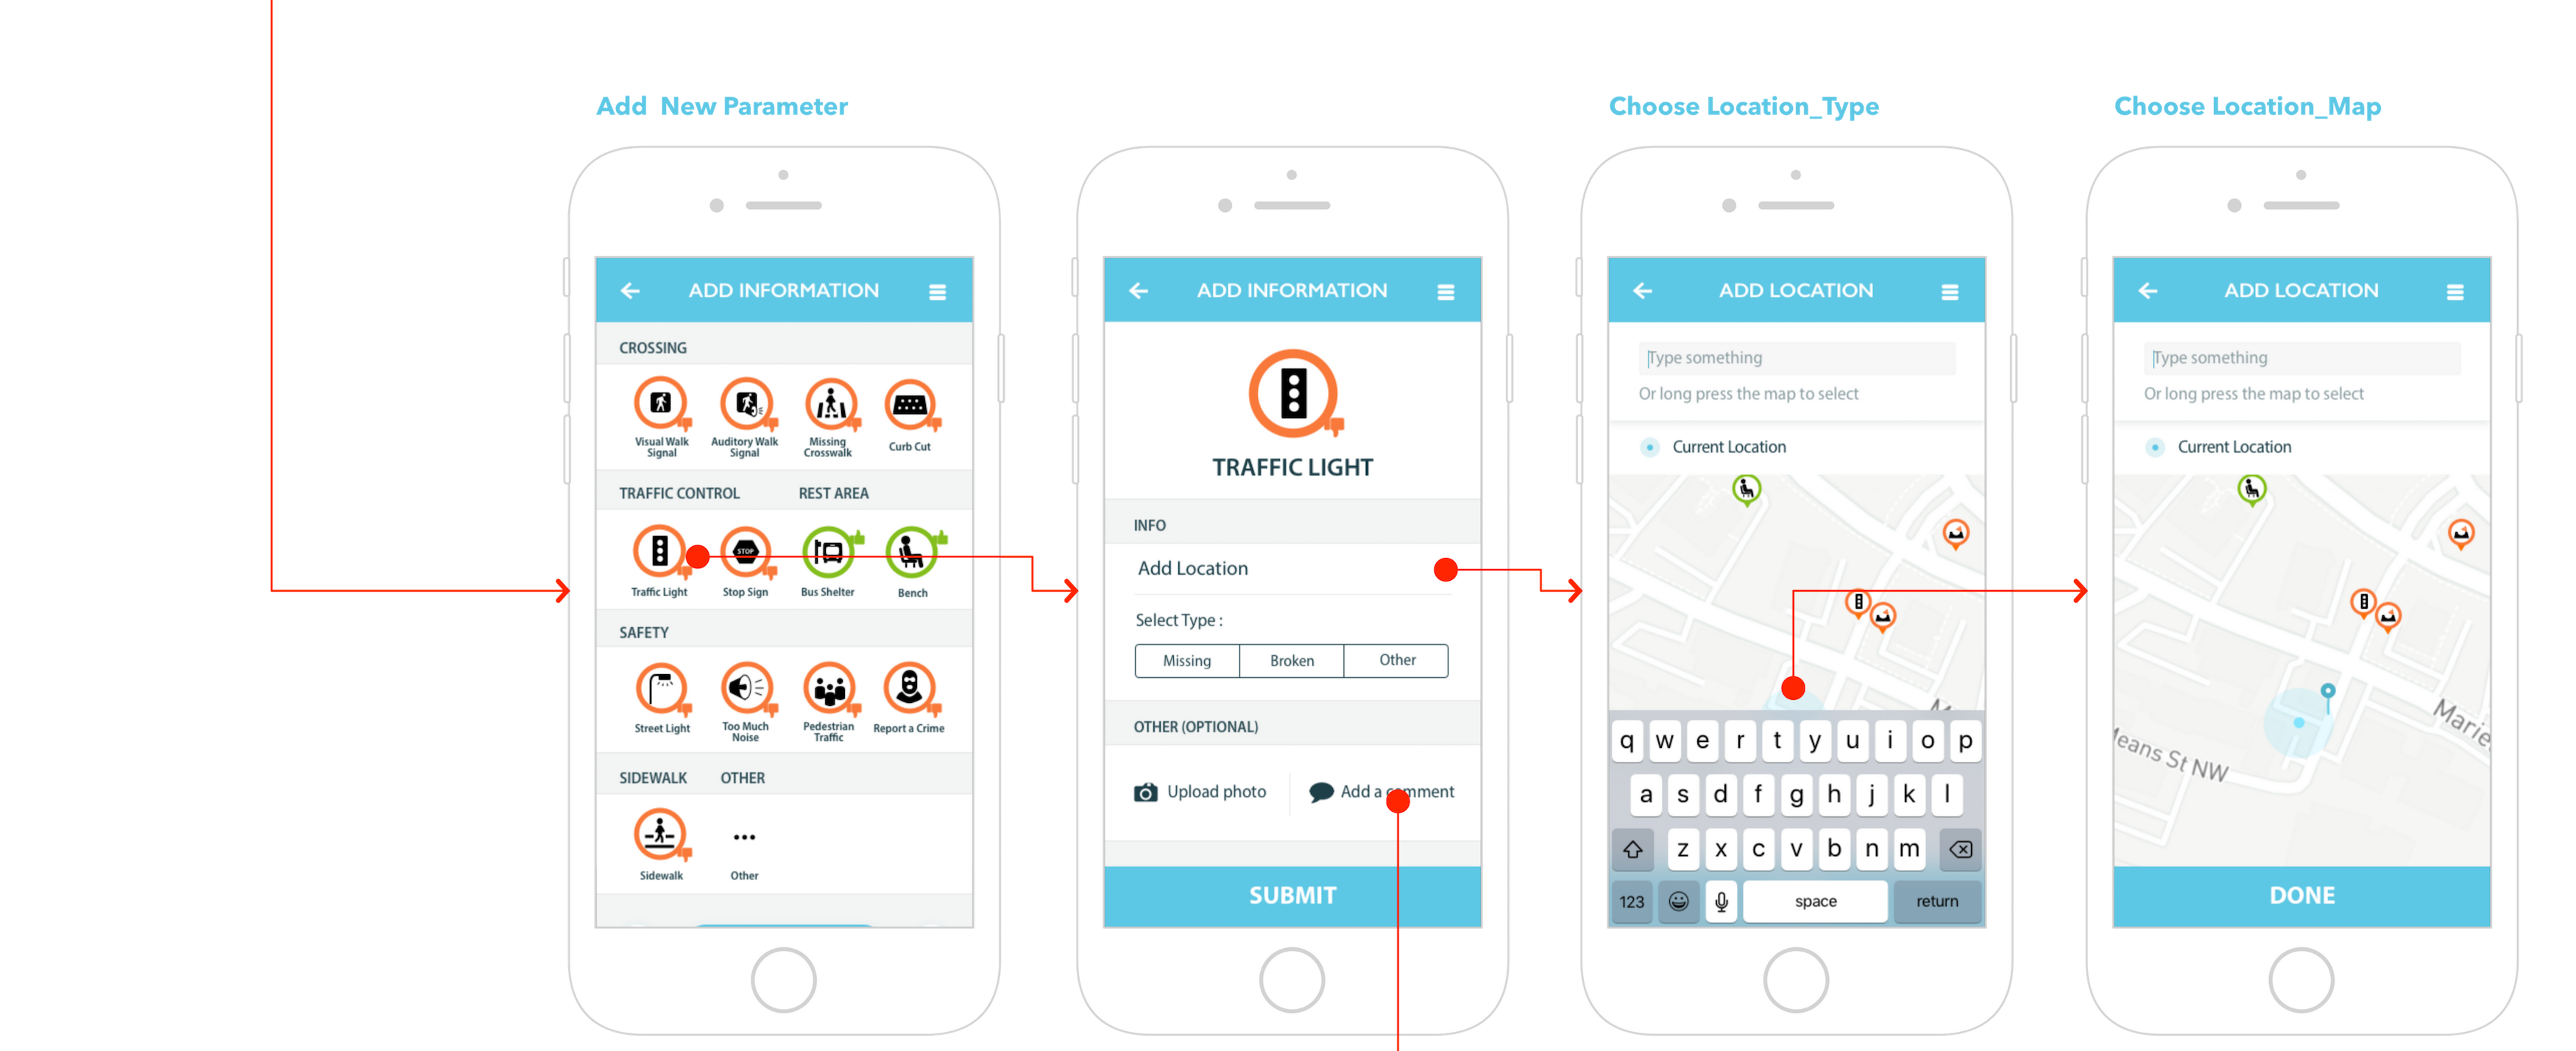 Add New Parameter
ADD INFORMATION
CROSSING
Visual Walk
Signal
Auditory Walk
Signal
Missing
Crosswalk
Curb Cut
TRAFFIC CONTROL
REST AREA
STOP
Traffic Light
Stop Sign
Bus Shelter
Bench
SAFETY
Street Light
Too Much
Noise
Pedestrian
Traffic
Report a Crime
SIDEWALK
OTHER
Sidewalk
Other
ADD INFORMATION
TRAFFIC LIGHT
INFO
Add Location
Select Type :
Missing
Broken
Other
OTHER (OPTIONAL)
Upload photo
Add a comment
SUBMIT
Choose Location_Type
ADD LOCATION
Type something
Or long press the map to select
Current Location
q w e r t y u i o p
a s d f g h j k l
z x c v b n m
123 space return
Choose Location_Map
ADD LOCATION
Type something
Or long press the map to select
Current Location
Marie
Means St NW
DONE